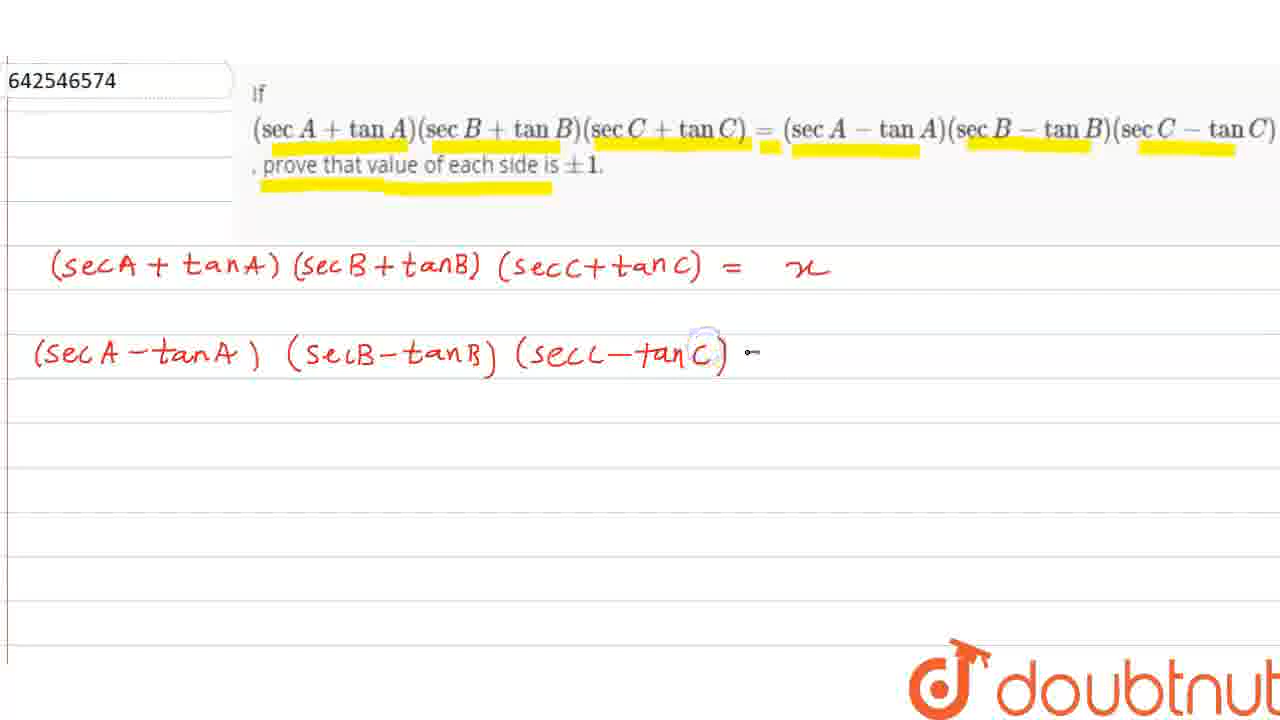 642546574
If
(sec A + tan A)(sec B + tan B)(sec C + tan C) = (sec A − tan A)(sec B − tan B)(sec C − tan C)
, prove that value of each side is ± 1.
(secA + tanA) (secB + tanB) (secC + tanC) = x
(secA − tanA) (secB − tanB) (secC − tanC) =
doubtnut